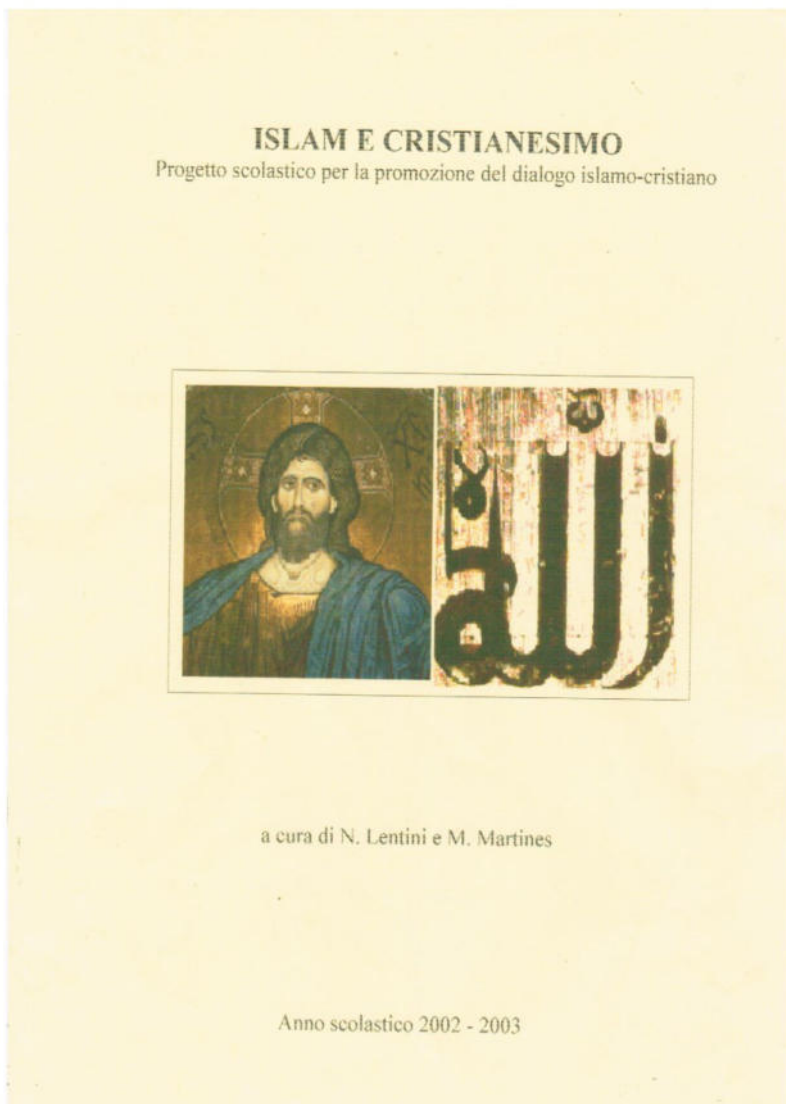 ISLAM E CRISTIANESIMO
Progetto scolastico per la promozione del dialogo islamo-cristiano
الله
a cura di N. Lentini e M. Martines
Anno scolastico 2002 - 2003